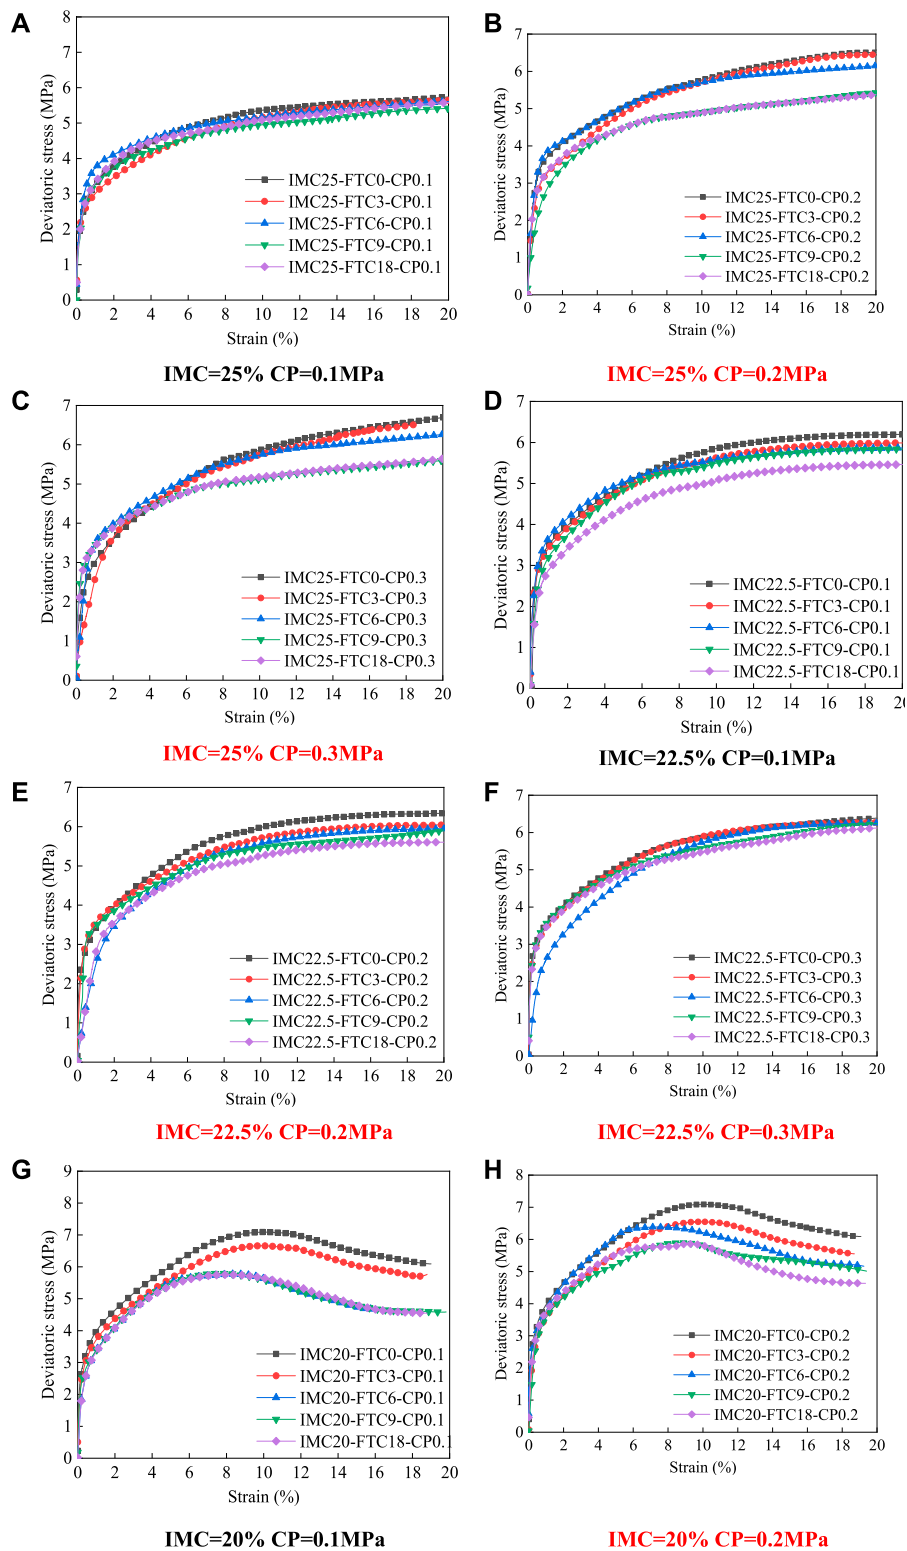 A
Deviatoric stress (MPa)
8
7
6
5
4
3
2
1
0
IMC25-FTC0-CP0.1
IMC25-FTC3-CP0.1
IMC25-FTC6-CP0.1
IMC25-FTC9-CP0.1
IMC25-FTC18-CP0.1
0 2 4 6 8 10 12 14 16 18 20
Strain (%)
IMC=25% CP=0.1MPa
B
Deviatoric stress (MPa)
7
6
5
4
3
2
1
0
IMC25-FTC0-CP0.2
IMC25-FTC3-CP0.2
IMC25-FTC6-CP0.2
IMC25-FTC9-CP0.2
IMC25-FTC18-CP0.2
0 2 4 6 8 10 12 14 16 18 20
Strain (%)
IMC=25% CP=0.2MPa
C
Deviatoric stress (MPa)
7
6
5
4
3
2
1
0
IMC25-FTC0-CP0.3
IMC25-FTC3-CP0.3
IMC25-FTC6-CP0.3
IMC25-FTC9-CP0.3
IMC25-FTC18-CP0.3
0 2 4 6 8 10 12 14 16 18 20
Strain (%)
IMC=25% CP=0.3MPa
D
Deviatoric stress (MPa)
7
6
5
4
3
2
1
0
IMC22.5-FTC0-CP0.1
IMC22.5-FTC3-CP0.1
IMC22.5-FTC6-CP0.1
IMC22.5-FTC9-CP0.1
IMC22.5-FTC18-CP0.1
0 2 4 6 8 10 12 14 16 18 20
Strain (%)
IMC=22.5% CP=0.1MPa
E
Deviatoric stress (MPa)
7
6
5
4
3
2
1
0
IMC22.5-FTC0-CP0.2
IMC22.5-FTC3-CP0.2
IMC22.5-FTC6-CP0.2
IMC22.5-FTC9-CP0.2
IMC22.5-FTC18-CP0.2
0 2 4 6 8 10 12 14 16 18 20
Strain (%)
IMC=22.5% CP=0.2MPa
F
Deviatoric stress (MPa)
7
6
5
4
3
2
1
0
IMC22.5-FTC0-CP0.3
IMC22.5-FTC3-CP0.3
IMC22.5-FTC6-CP0.3
IMC22.5-FTC9-CP0.3
IMC22.5-FTC18-CP0.3
0 2 4 6 8 10 12 14 16 18 20
Strain (%)
IMC=22.5% CP=0.3MPa
G
Deviatoric stress (MPa)
9
8
7
6
5
4
3
2
1
0
IMC20-FTC0-CP0.1
IMC20-FTC3-CP0.1
IMC20-FTC6-CP0.1
IMC20-FTC9-CP0.1
IMC20-FTC18-CP0.1
0 2 4 6 8 10 12 14 16 18 20
Strain (%)
IMC=20% CP=0.1MPa
H
Deviatoric stress (MPa)
8
7
6
5
4
3
2
1
0
IMC20-FTC0-CP0.2
IMC20-FTC3-CP0.2
IMC20-FTC6-CP0.2
IMC20-FTC9-CP0.2
IMC20-FTC18-CP0.2
0 2 4 6 8 10 12 14 16 18 20
Strain (%)
IMC=20% CP=0.2MPa